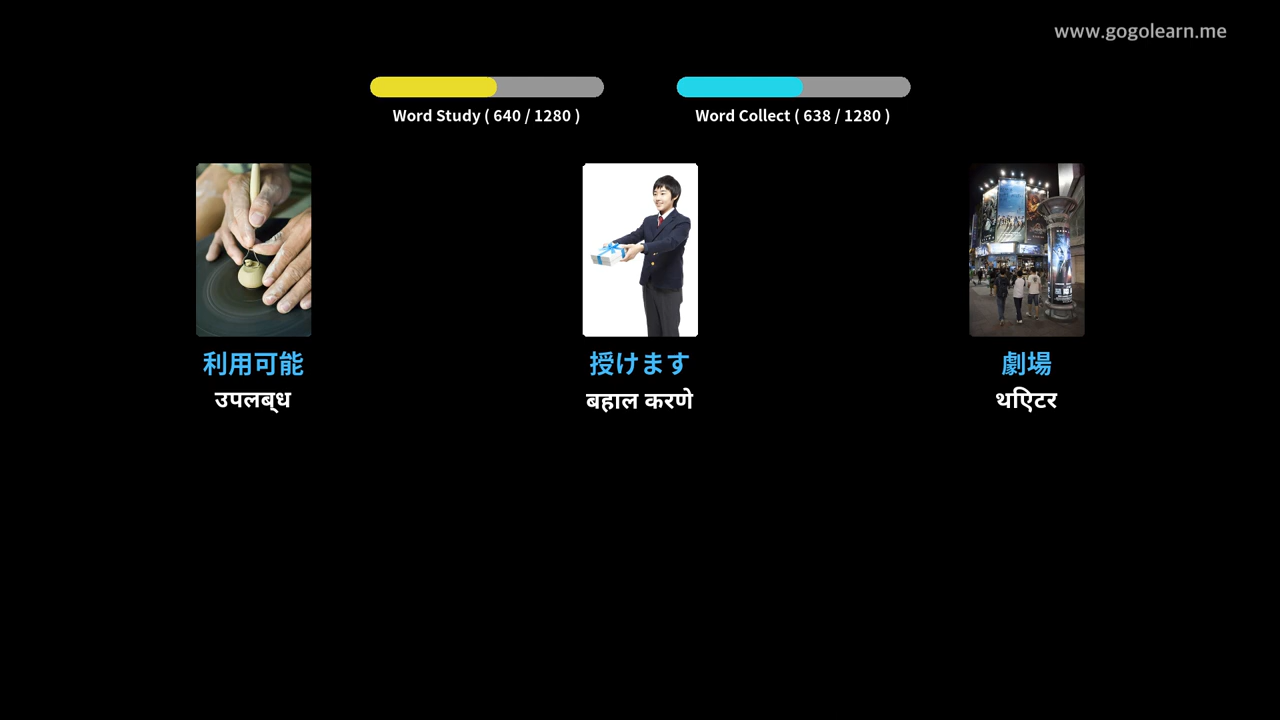 www.gogolearn.me
Word Study ( 640 / 1280 )
Word Collect ( 638 / 1280 )
利用可能
授けます
劇場
उपलब्ध
बहाल करणे
थिएटर